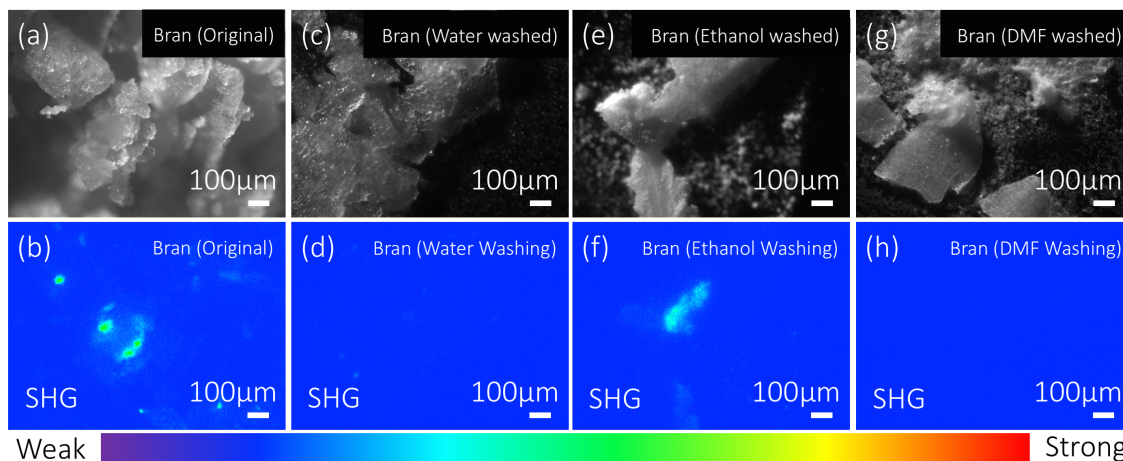 (a) Bran (Original)
100μm
(c) Bran (Water washed)
100μm
(e) Bran (Ethanol washed)
100μm
(g) Bran (DMF washed)
100μm
(b) Bran (Original)
SHG 100μm
(d) Bran (Water Washing)
SHG 100μm
(f) Bran (Ethanol Washing)
SHG 100μm
(h) Bran (DMF Washing)
SHG 100μm
Weak Strong